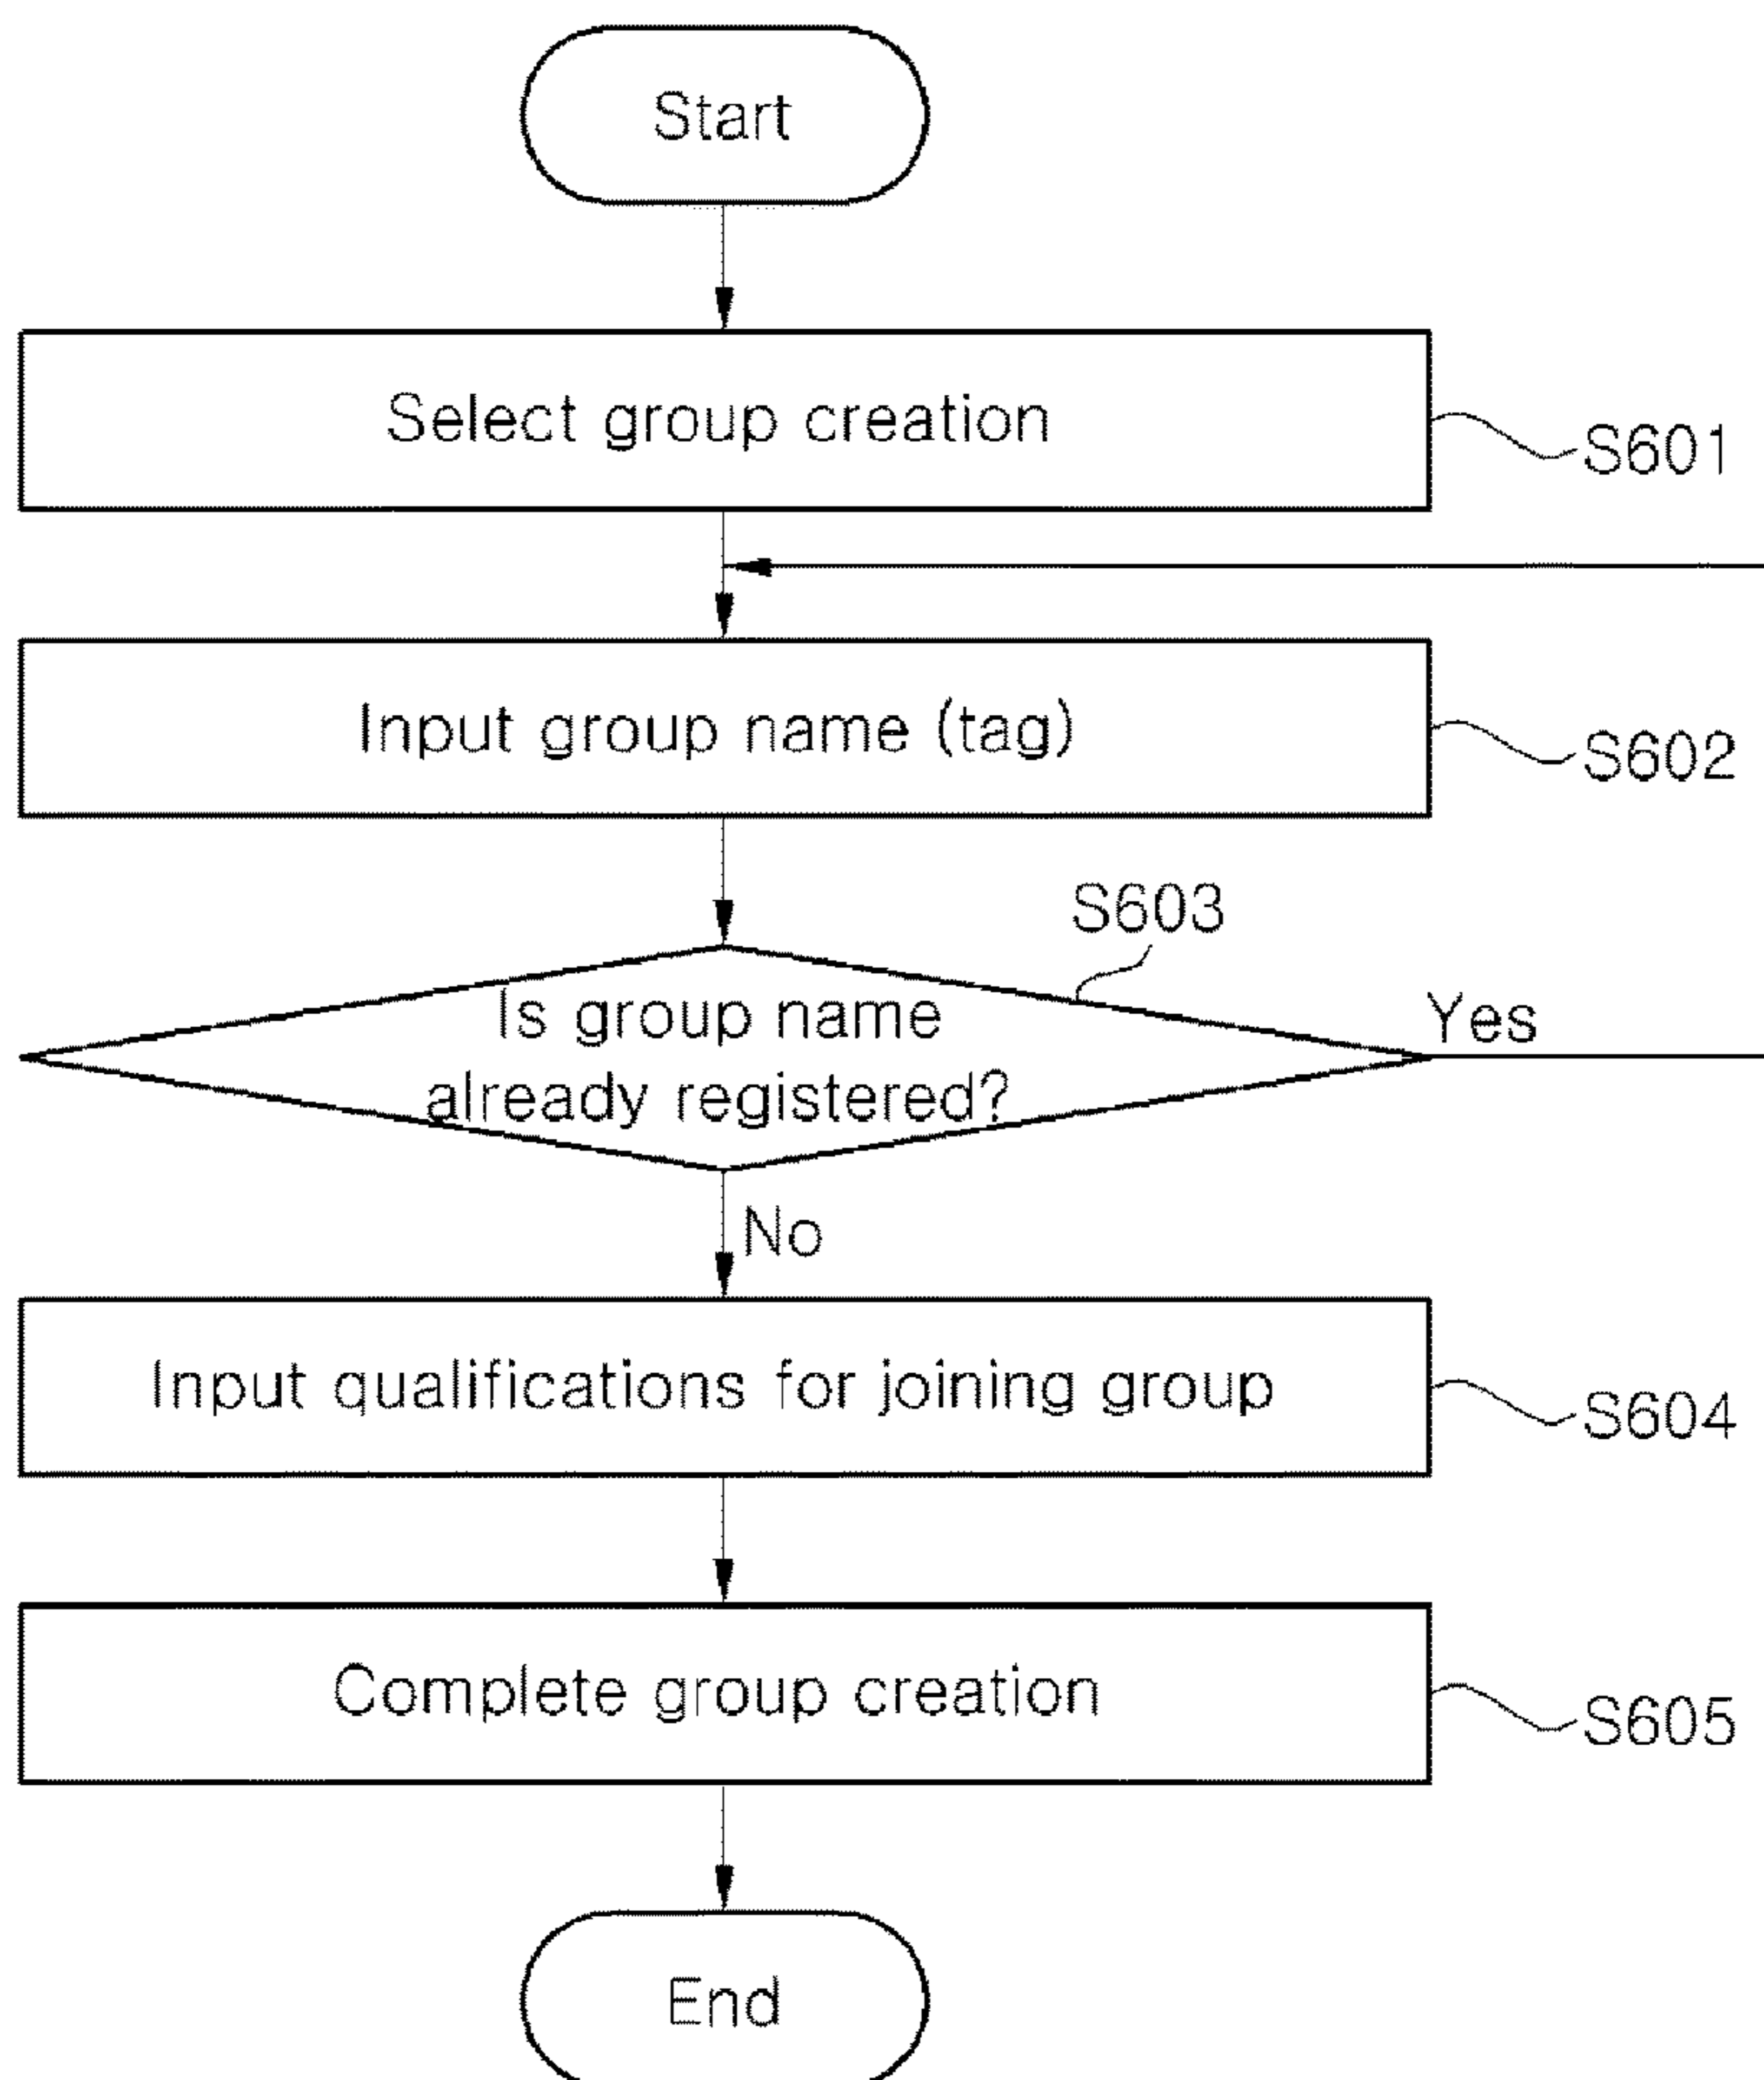 Start
Select group creation
S601
Input group name (tag)
S602
S603
Is group name
already registered?
Yes
No
Input qualifications for joining group
S604
Complete group creation
S605
End